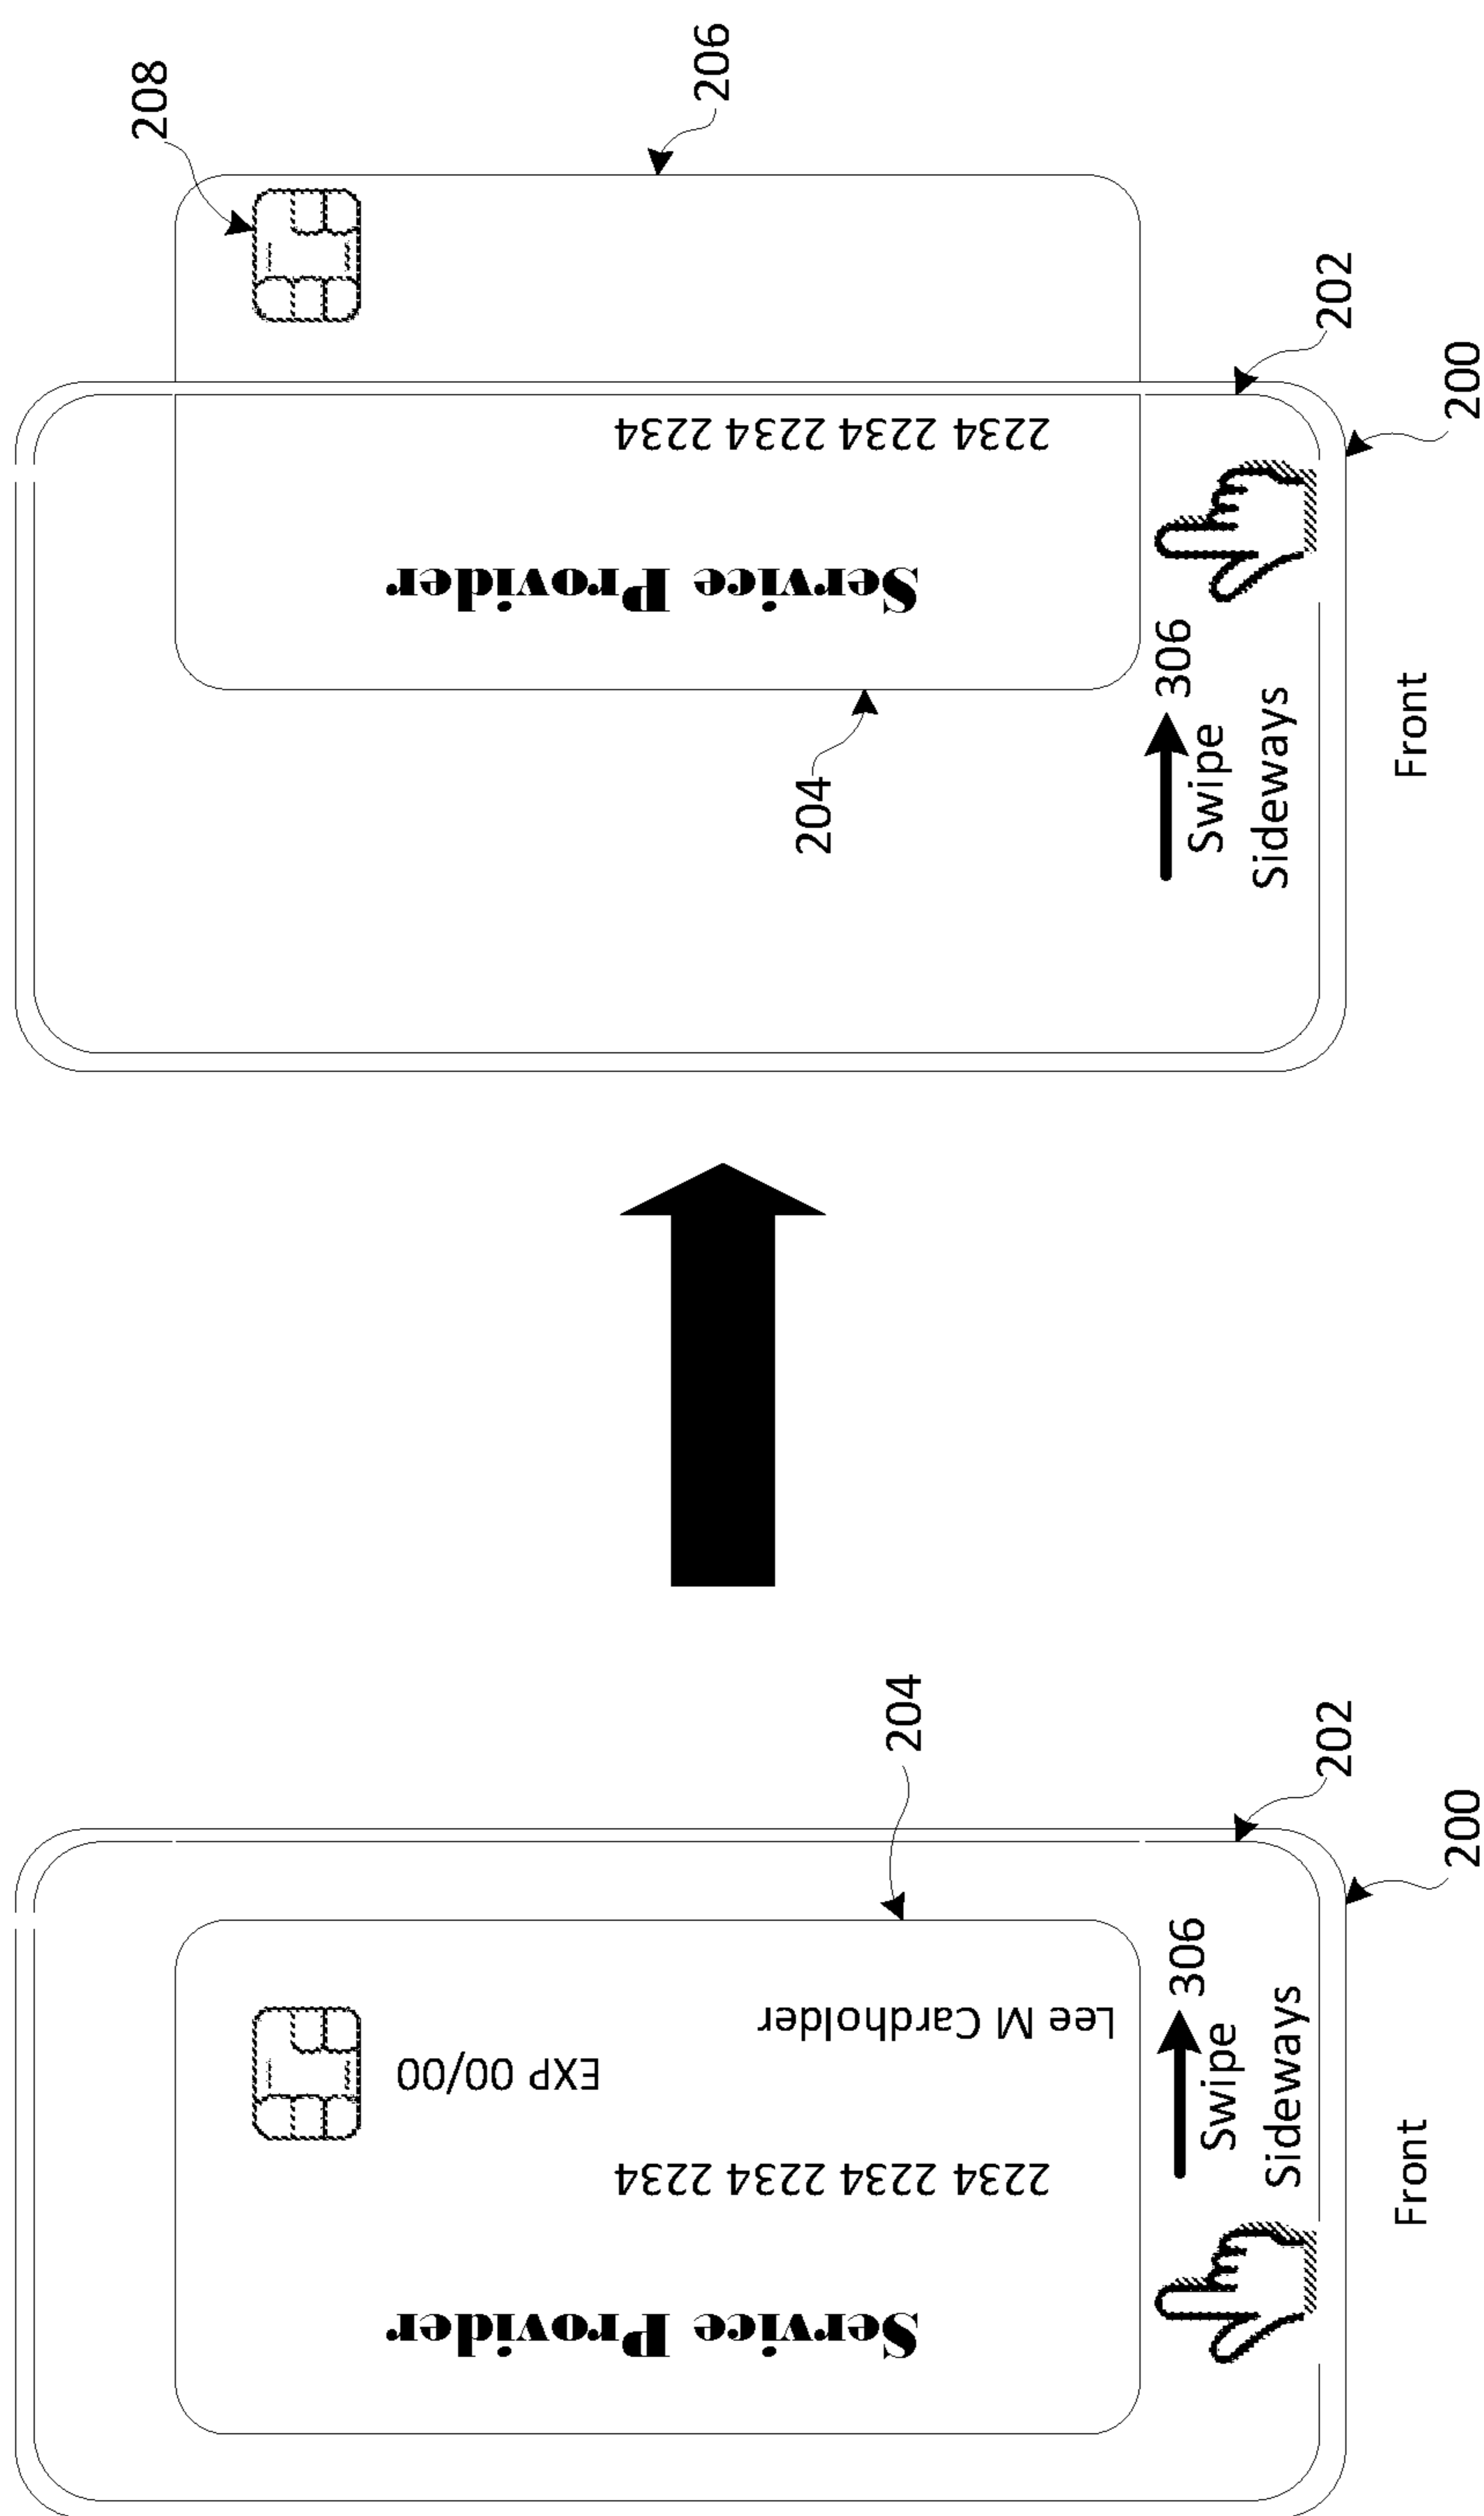 Service Provider
2234 2234 2234 2234
EXP 00/00
Lee M Cardholder
204
306
Swipe
Sideways
202
200
Front
Service Provider
2234 2234 2234 2234
208
206
204
306
Swipe
Sideways
202
200
Front